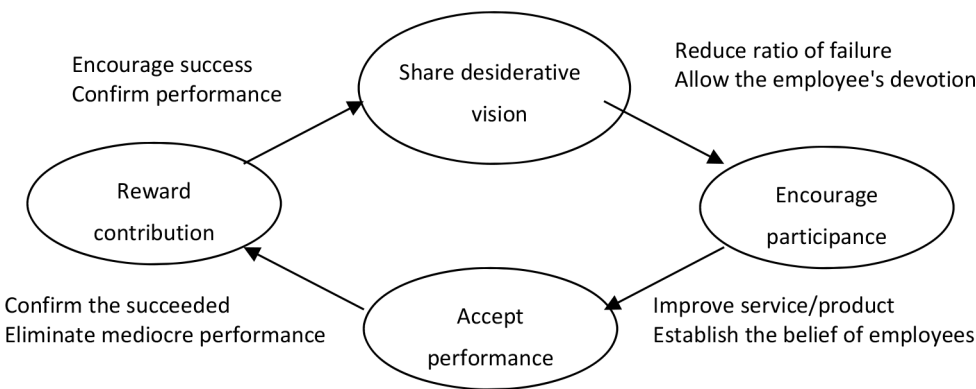 Share desiderative
vision
Reduce ratio of failure
Allow the employee's devotion
Encourage
participance
Improve service/product
Establish the belief of employees
Accept
performance
Confirm the succeeded
Eliminate mediocre performance
Reward
contribution
Encourage success
Confirm performance